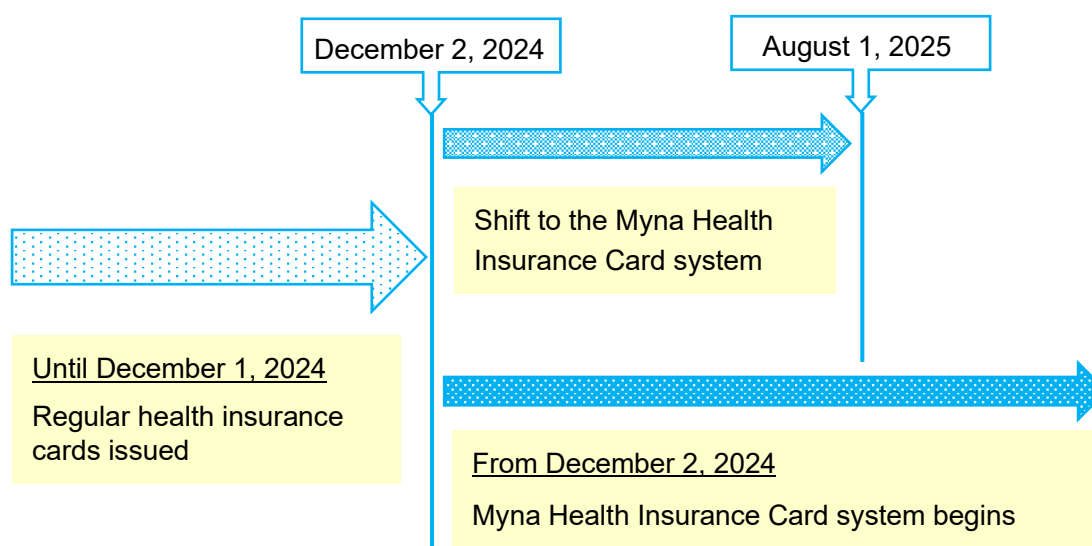 December 2, 2024
August 1, 2025
Shift to the Myna Health
Insurance Card system
Until December 1, 2024
Regular health insurance
cards issued
From December 2, 2024
Myna Health Insurance Card system begins